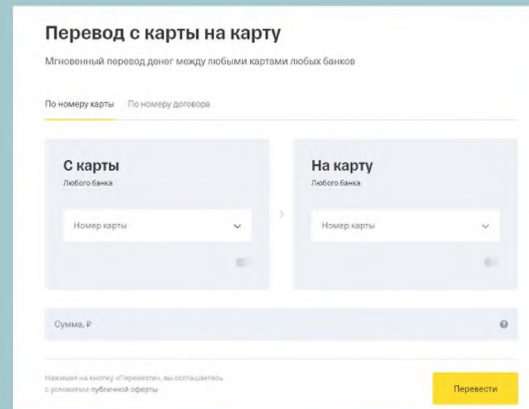 Перевод с карты на карту
Мгновенный перевод денег между любыми картами любых банков
По номеру карты По номеру договора
С карты
Любого банка
Номер карты
На карту
Любого банка
Номер карты
Сумма, ₽
Нажимая на кнопку «Перевести», вы соглашаетесь
с условиями публичной оферты
Перевести